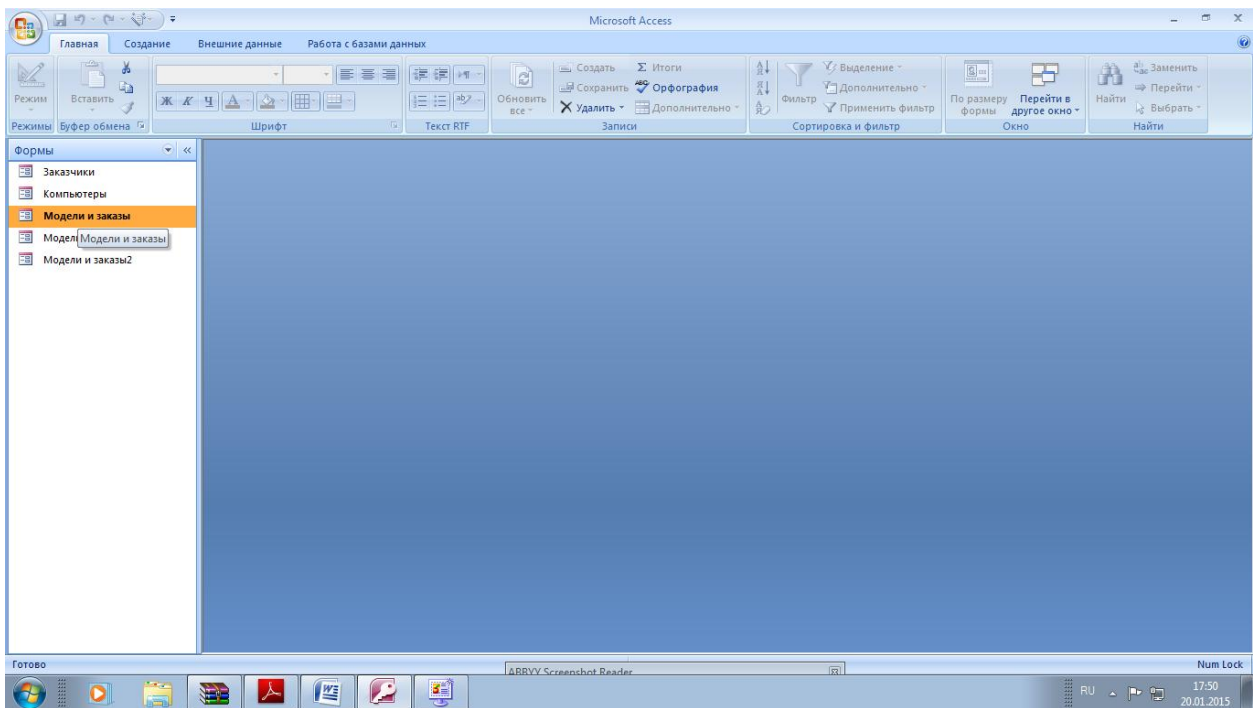 Microsoft Access
Главная Создание Внешние данные Работа с базами данных
Режим
Вставить
Ж К Ч
Обновить все
Создать Итоги
Сохранить Орфография
Удалить Дополнительно
Фильтр
Выделение
Дополнительно
Применить фильтр
По размеру формы
Перейти в другое окно
Найти
Заменить
Перейти
Выбрать
Режимы Буфер обмена Шрифт Текст RTF Записи Сортировка и фильтр Окно Найти
Формы
Заказчики
Компьютеры
Модели и заказы
Модели и заказы
Модели и заказы2
Готово
ABBYY Screenshot Reader
Num Lock
RU
17:50
20.01.2015